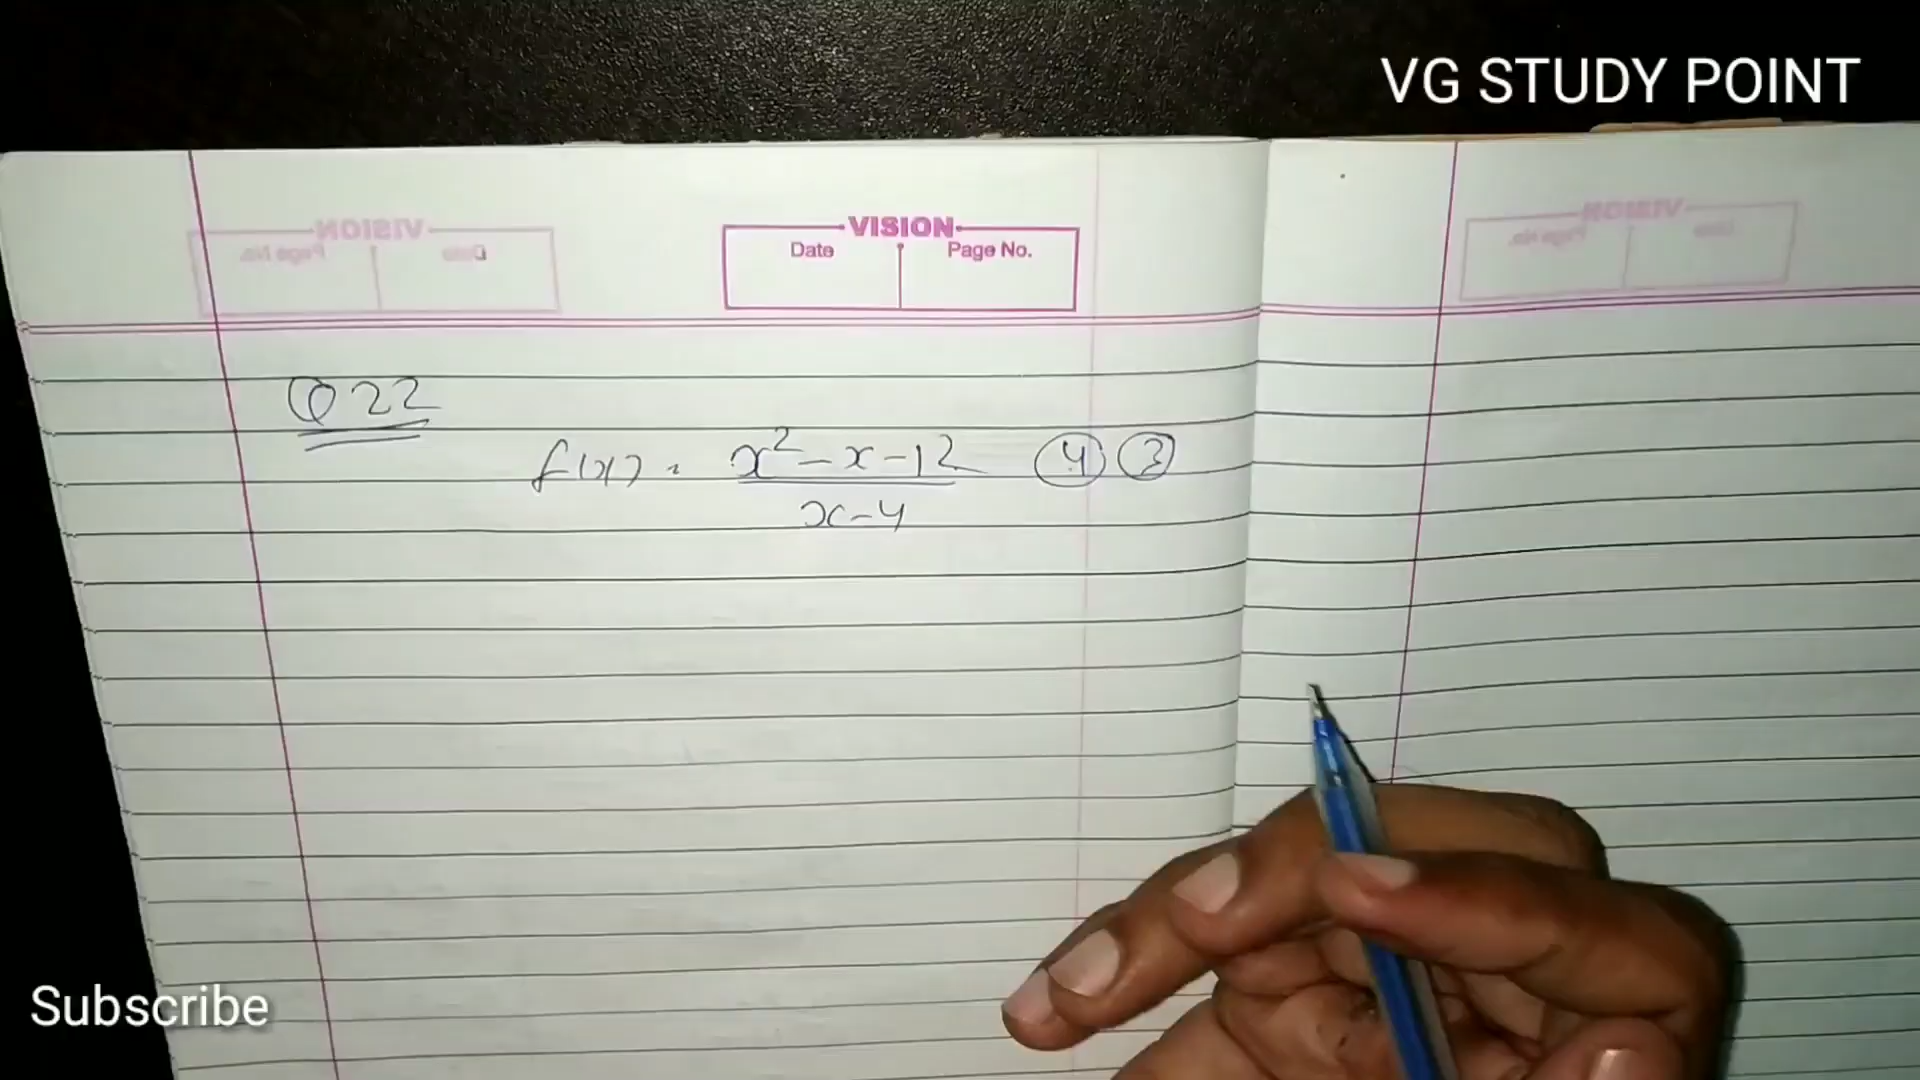 VG STUDY POINT
VISION
Date Page No.
Q22
f(x) = x² - x - 12 4 3
x - 4
Subscribe